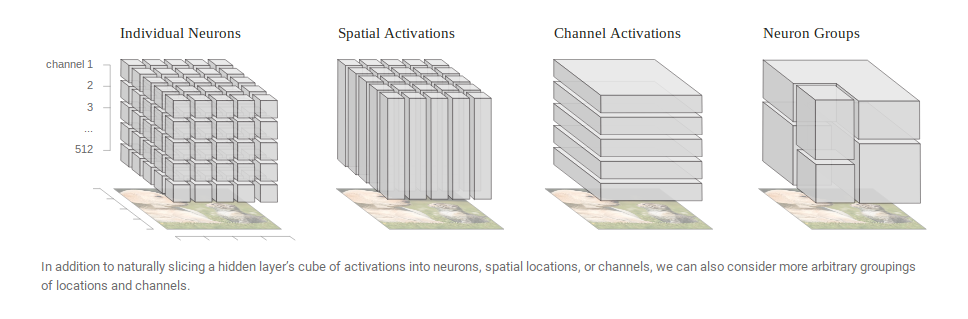 Individual Neurons
Spatial Activations
Channel Activations
Neuron Groups
channel 1
2
3
...
512
In addition to naturally slicing a hidden layer's cube of activations into neurons, spatial locations, or channels, we can also consider more arbitrary groupings
of locations and channels.